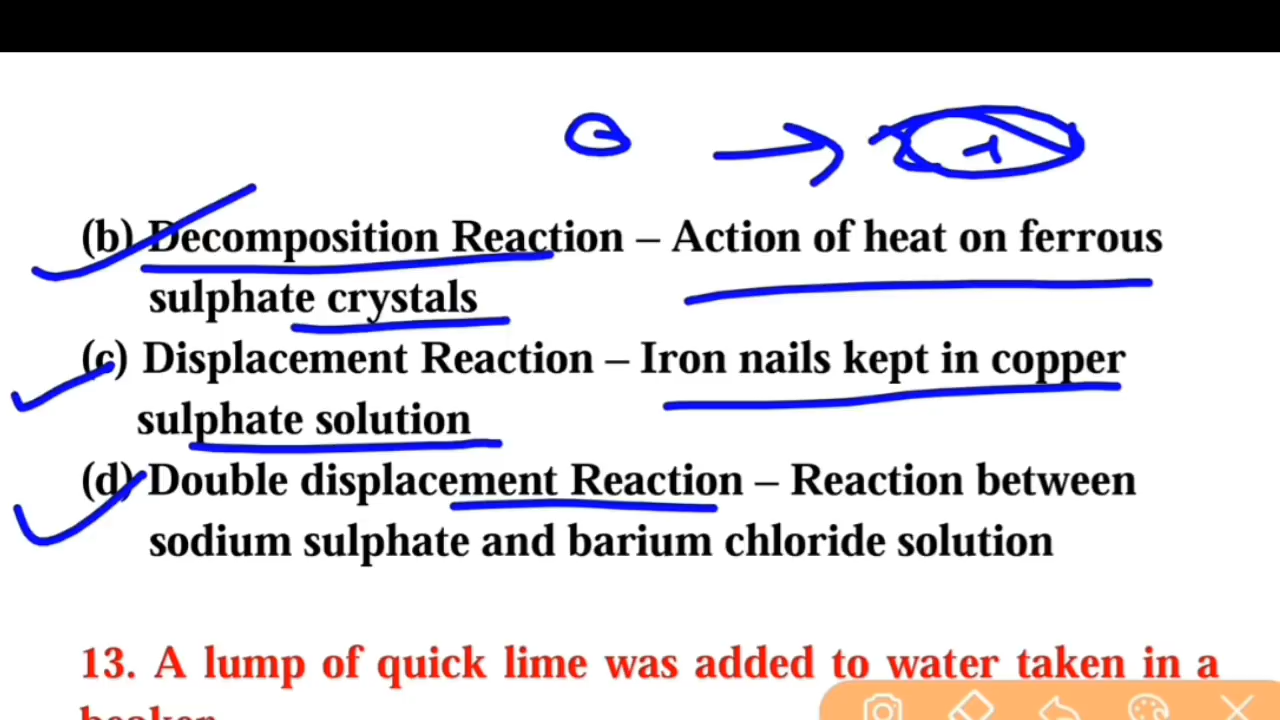 (b) Decomposition Reaction – Action of heat on ferrous
sulphate crystals
(c) Displacement Reaction – Iron nails kept in copper
sulphate solution
(d) Double displacement Reaction – Reaction between
sodium sulphate and barium chloride solution
13. A lump of quick lime was added to water taken in a